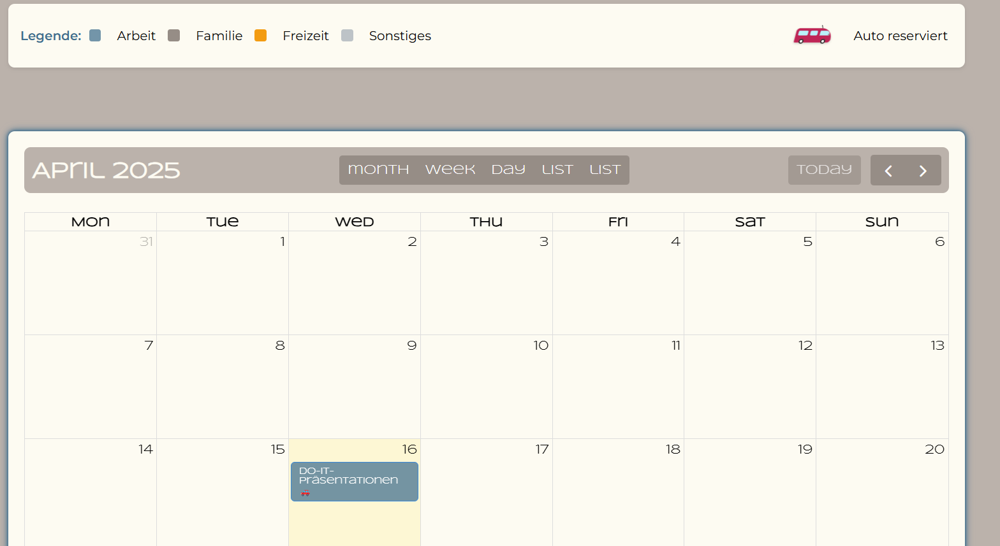 Legende: Arbeit Familie Freizeit Sonstiges Auto reserviert
April 2025 month week day list list today
Mon Tue Wed Thu Fri Sat Sun
31 1 2 3 4 5 6
7 8 9 10 11 12 13
14 15 16 17 18 19 20
DO-IT-
Präsentationen